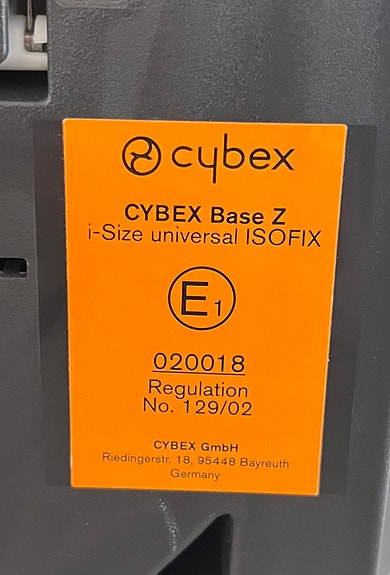 cybex
CYBEX Base Z
i-Size universal ISOFIX
E1
020018
Regulation
No. 129/02
CYBEX GmbH
Riedingerstr. 18, 95448 Bayreuth
Germany